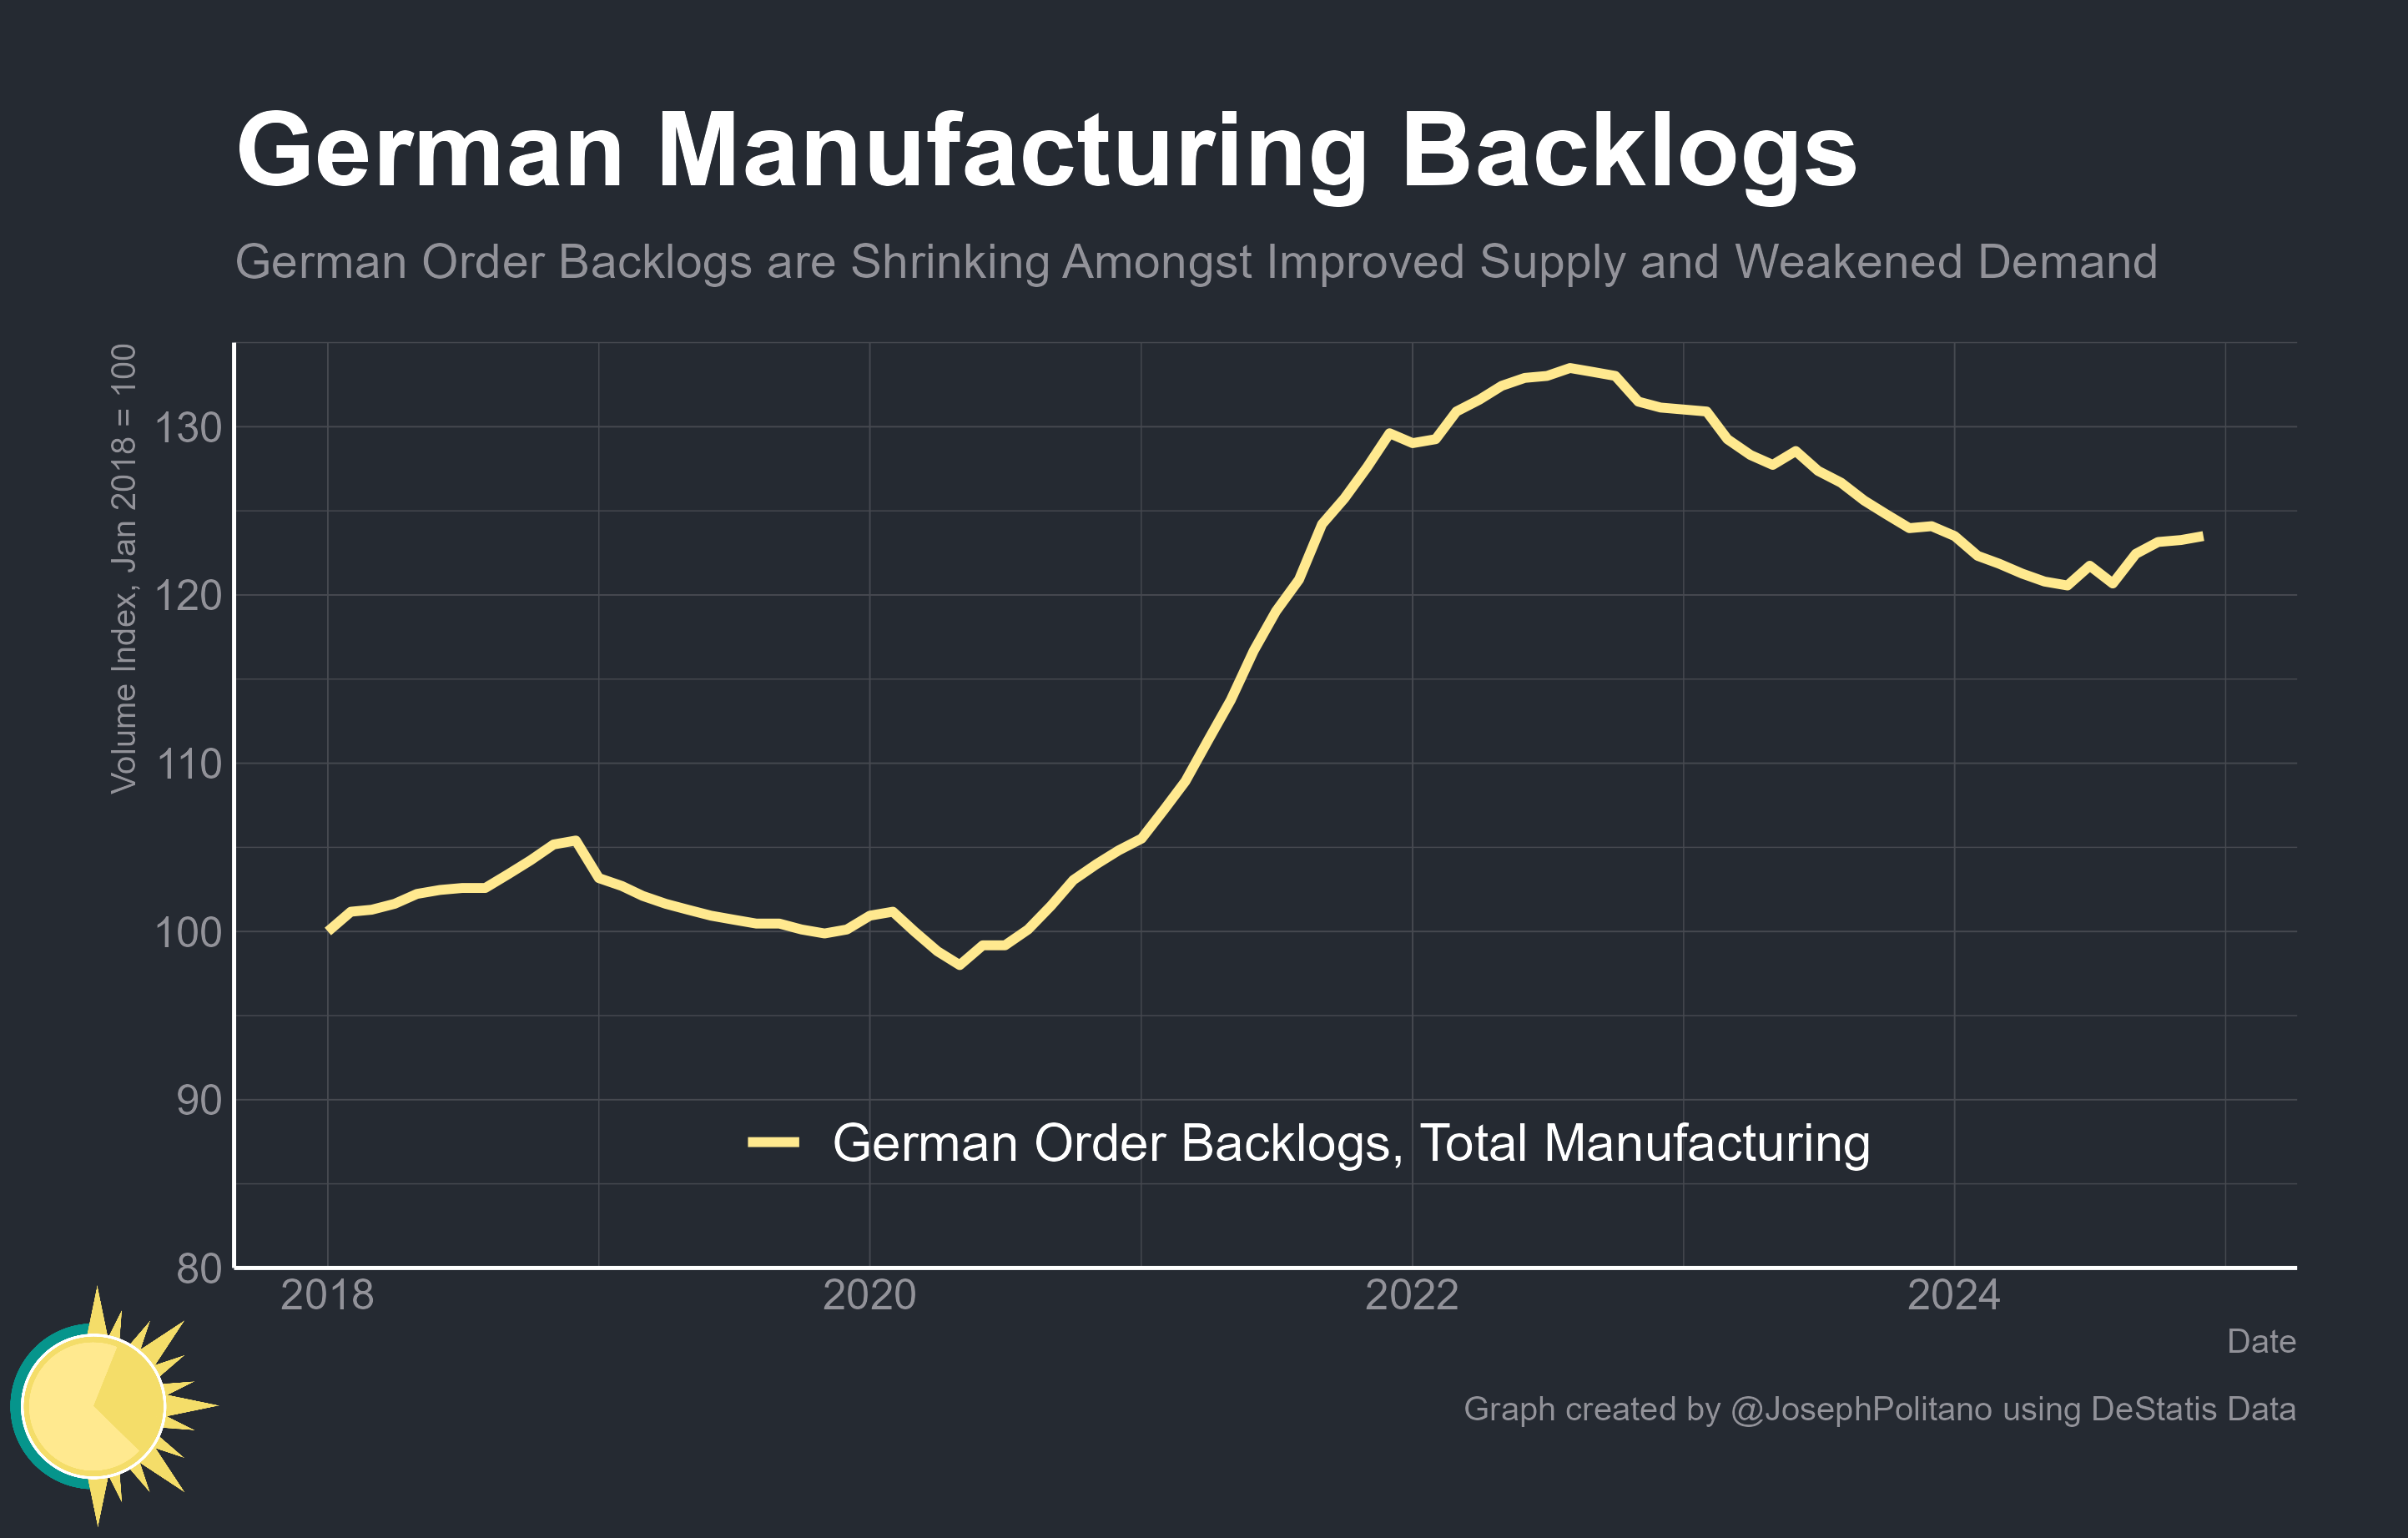 German Manufacturing Backlogs
German Order Backlogs are Shrinking Amongst Improved Supply and Weakened Demand
Volume Index, Jan 2018 = 100
130
120
110
100
90
80
German Order Backlogs, Total Manufacturing
2018 2020 2022 2024
Date
Graph created by @JosephPolitano using DeStatis Data